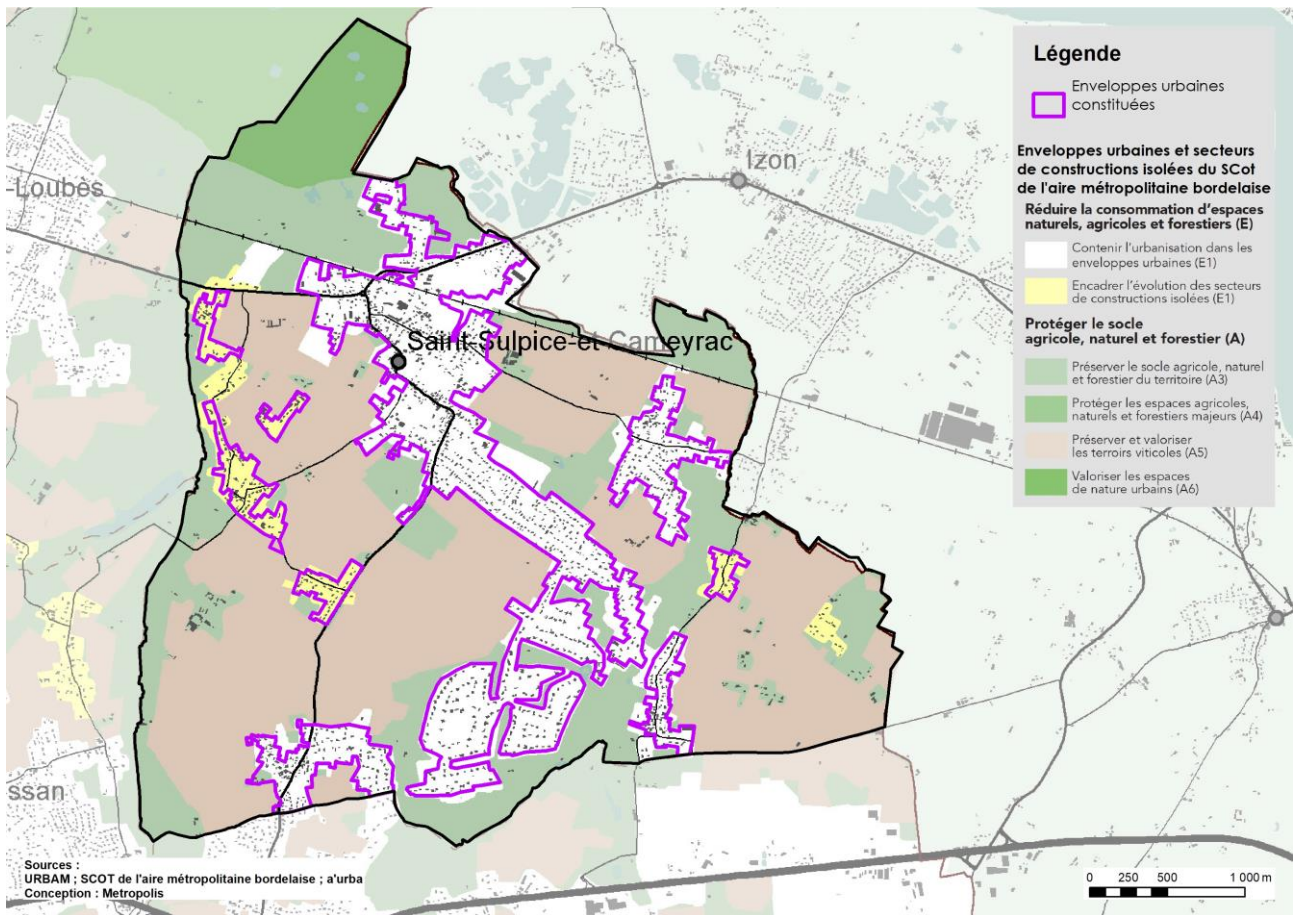 Légende
Enveloppes urbaines
constituées
Enveloppes urbaines et secteurs
de constructions isolées du SCot
de l'aire métropolitaine bordelaise
Réduire la consommation d'espaces
naturels, agricoles et forestiers (E)
Contenir l'urbanisation dans les
enveloppes urbaines (E1)
Encadrer l'évolution des secteurs
de constructions isolées (E1)
Protéger le socle
agricole, naturel et forestier (A)
Préserver le socle agricole, naturel
et forestier du territoire (A3)
Protéger les espaces agricoles,
naturels et forestiers majeurs (A4)
Préserver et valoriser
les terroirs viticoles (A5)
Valoriser les espaces
de nature urbains (A6)
Izon
-Loubès
Saint-Sulpice-et-Cameyrac
ssan
Sources :
URBAM ; SCOT de l'aire métropolitaine bordelaise ; a'urba
Conception : Metropolis
0 250 500 1 000 m